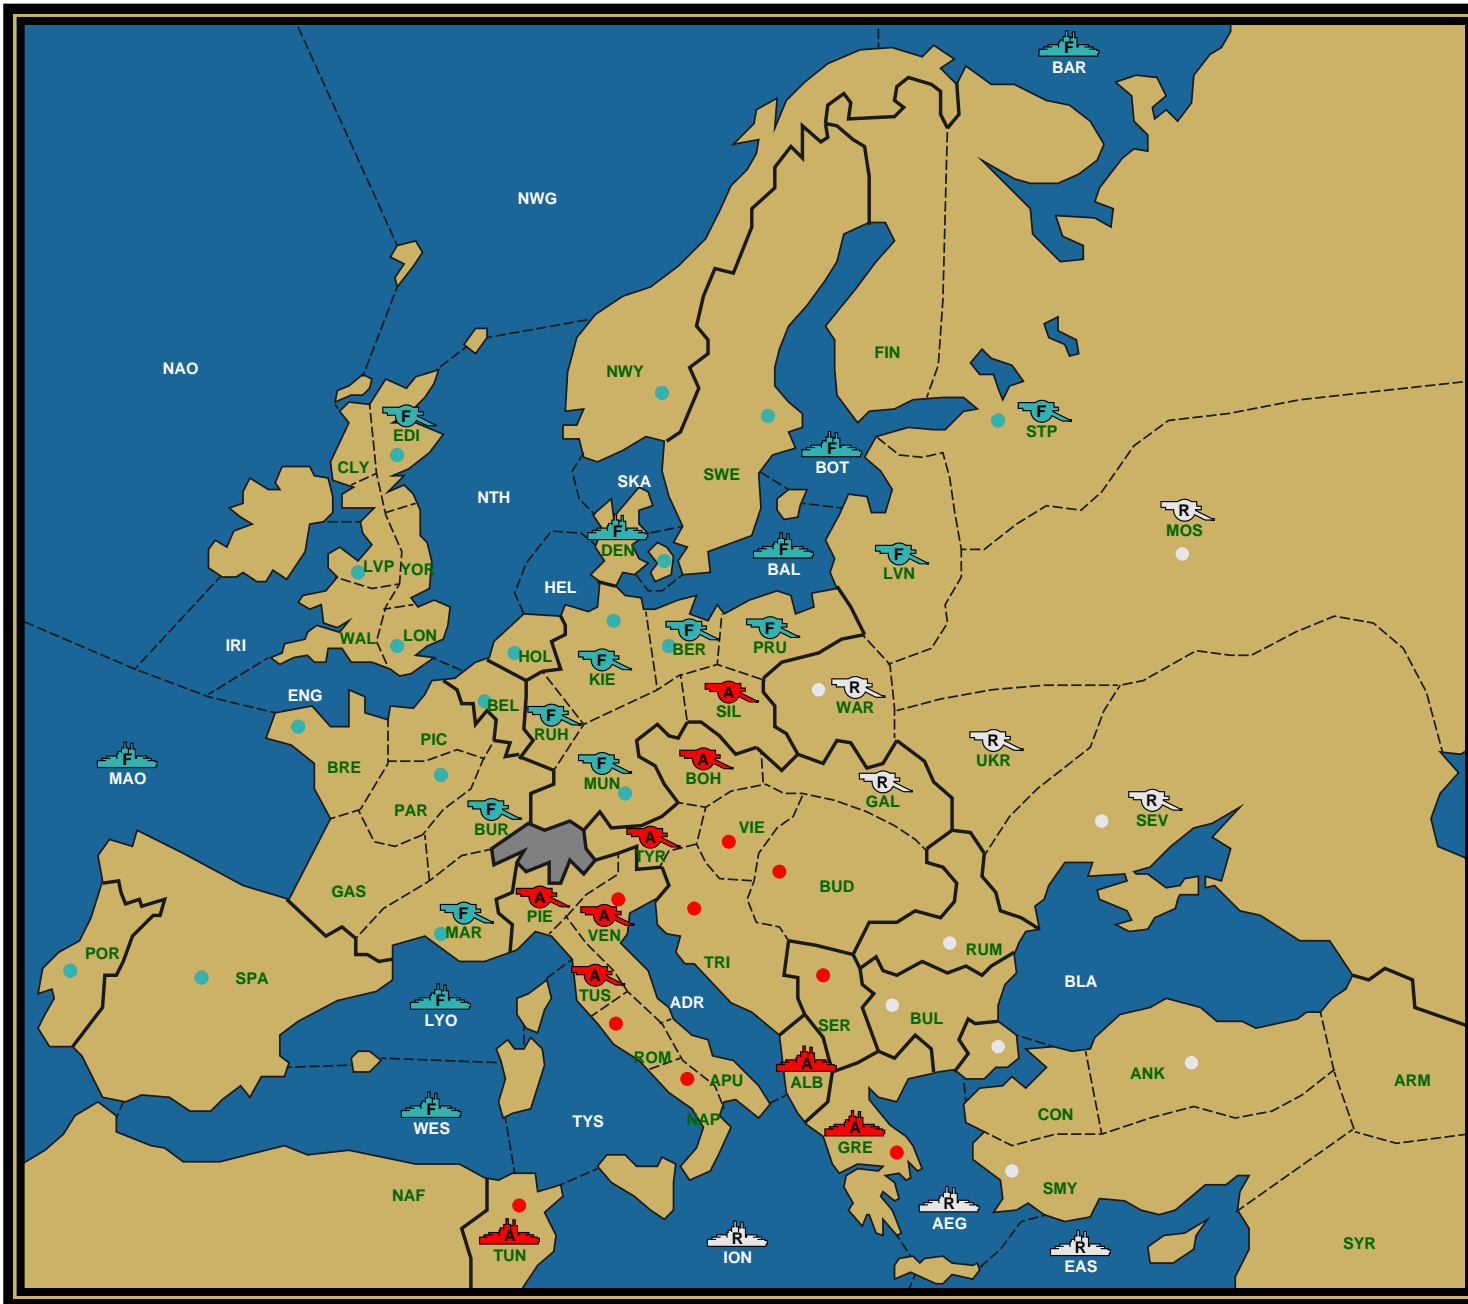 F
BAR
NWG
NAO
FIN
NWY
F
EDI
F
STP
CLY
F
BOT
SWE
SKA
NTH
R
MOS
F
DEN
F
BAL
F
LVN
LVP
YOR
HEL
WAL
LON
IRI
HOL
F
BER
F
PRU
F
KIE
ENG
BEL
A
SIL
R
WAR
F
RUH
PIC
R
UKR
F
MAO
BRE
F
MUN
A
BOH
R
GAL
R
SEV
PAR
F
BUR
VIE
A
TYR
GAS
BUD
A
PIE
F
MAR
A
VEN
POR
SPA
TRI
RUM
A
TUS
BLA
F
LYO
ADR
SER
BUL
ROM
A
ALB
APU
ANK
ARM
F
WES
TYS
NAP
CON
A
GRE
NAF
SMY
R
AEG
A
TUN
R
ION
R
EAS
SYR